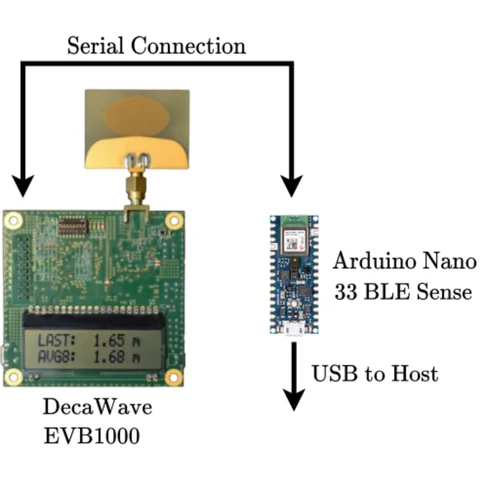 Serial Connection
LAST: 1.65 m
AVG8: 1.68 m
DecaWave
EVB1000
Arduino Nano
33 BLE Sense
USB to Host